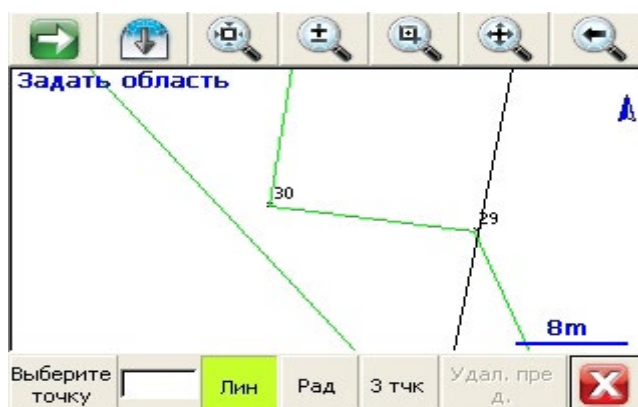 Задать область
30
29
8m
Выберите точку
Лин
Рад
3 тчк
Удал. пре
д.